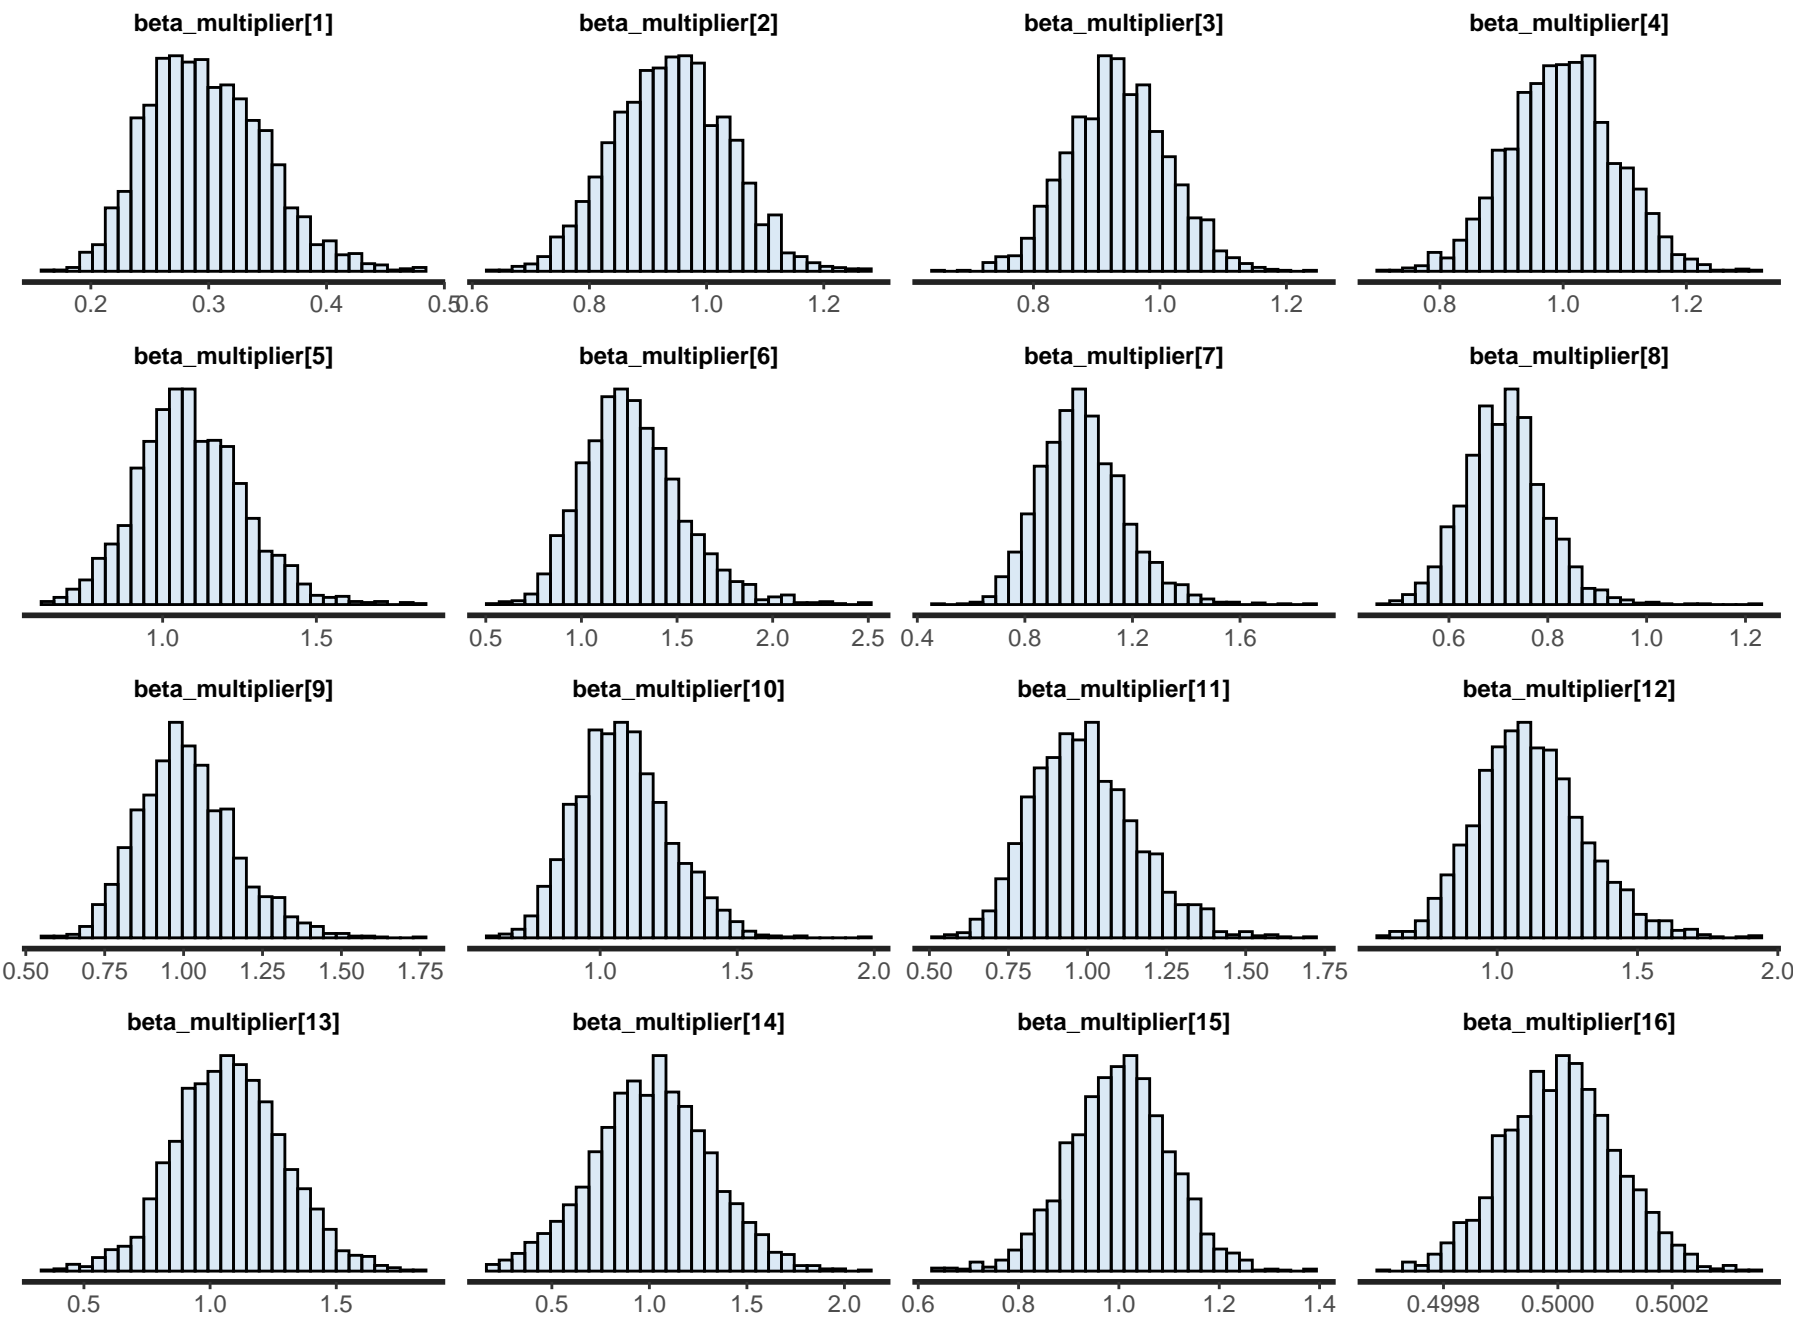 beta_multiplier[1] beta_multiplier[2] beta_multiplier[3] beta_multiplier[4]
0.2 0.3 0.4 0.5 0.6 0.8 1.0 1.2 0.8 1.0 1.2 0.8 1.0 1.2
beta_multiplier[5] beta_multiplier[6] beta_multiplier[7] beta_multiplier[8]
1.0 1.5 0.5 1.0 1.5 2.0 2.5 0.4 0.8 1.2 1.6 0.6 0.8 1.0 1.2
beta_multiplier[9] beta_multiplier[10] beta_multiplier[11] beta_multiplier[12]
0.50 0.75 1.00 1.25 1.50 1.75 1.0 1.5 2.0 0.50 0.75 1.00 1.25 1.50 1.75 1.0 1.5 2.0
beta_multiplier[13] beta_multiplier[14] beta_multiplier[15] beta_multiplier[16]
0.5 1.0 1.5 0.5 1.0 1.5 2.0 0.6 0.8 1.0 1.2 1.4 0.4998 0.5000 0.5002